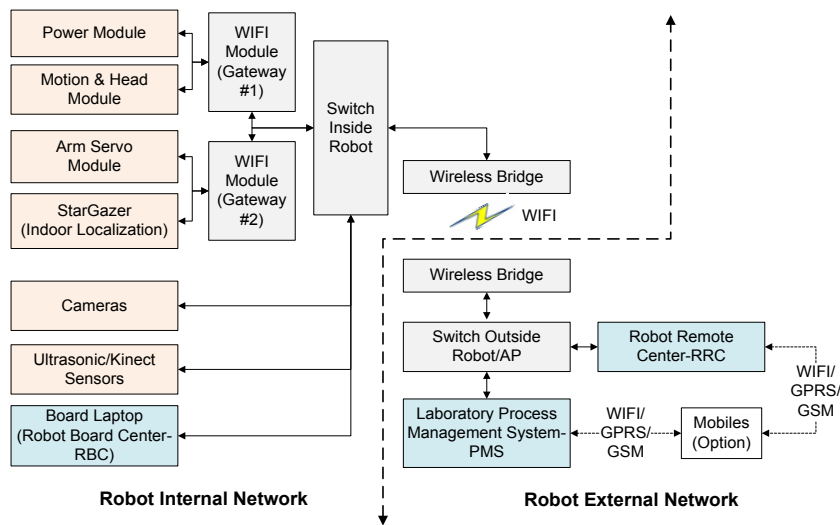 Power Module
Motion & Head
Module
Arm Servo
Module
StarGazer
(Indoor Localization)
Cameras
Ultrasonic/Kinect
Sensors
Board Laptop
(Robot Board Center-
RBC)
WIFI
Module
(Gateway
#1)
WIFI
Module
(Gateway
#2)
Switch
Inside
Robot
Wireless Bridge
WIFI
Wireless Bridge
Switch Outside
Robot/AP
Robot Remote
Center-RRC
Laboratory Process
Management System-
PMS
WIFI/
GPRS/
GSM
Mobiles
(Option)
WIFI/
GPRS/
GSM
Robot Internal Network
Robot External Network